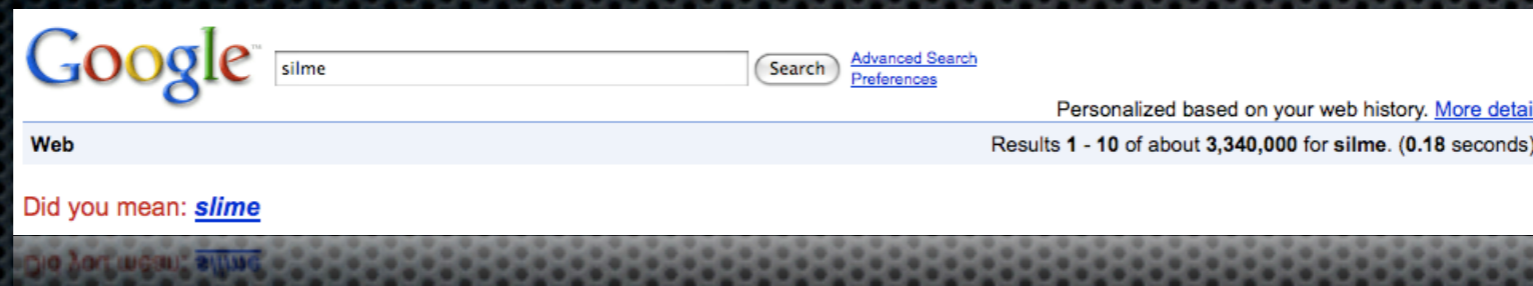 Google™ silme Search Advanced Search
Preferences
Personalized based on your web history. More detai
Web Results 1 - 10 of about 3,340,000 for silme. (0.18 seconds)
Did you mean: slime